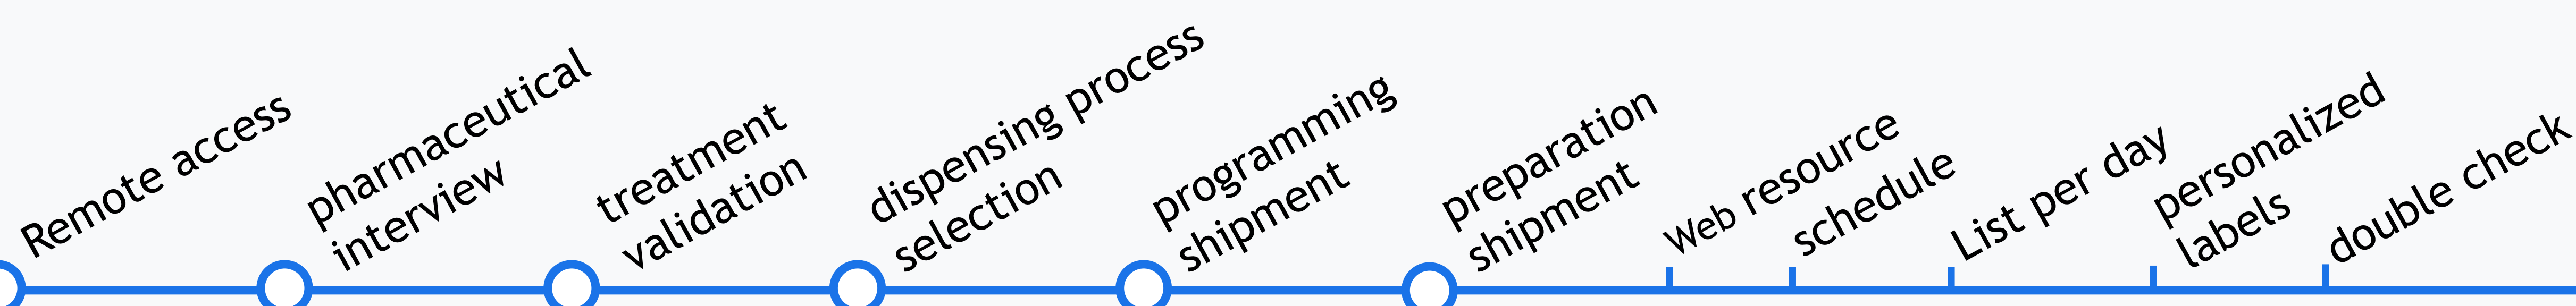 Remote access
pharmaceutical
interview
treatment
validation
dispensing process
selection
programming
shipment
preparation
shipment
Web resource
schedule
List per day
personalized
labels
double check